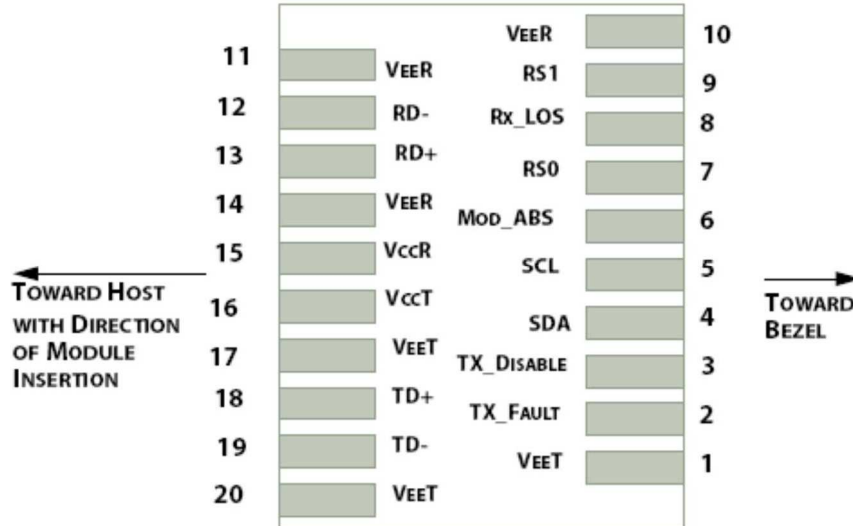 11 VEER
12 RD-
13 RD+
14 VEER
15 VCCR
16 VCCT
17 VEET
18 TD+
19 TD-
20 VEET
VEER 10
RS1 9
RX_LOS 8
RS0 7
MOD_ABS 6
SCL 5
SDA 4
TX_DISABLE 3
TX_FAULT 2
VEET 1
TOWARD HOST
WITH DIRECTION
OF MODULE
INSERTION
TOWARD
BEZEL